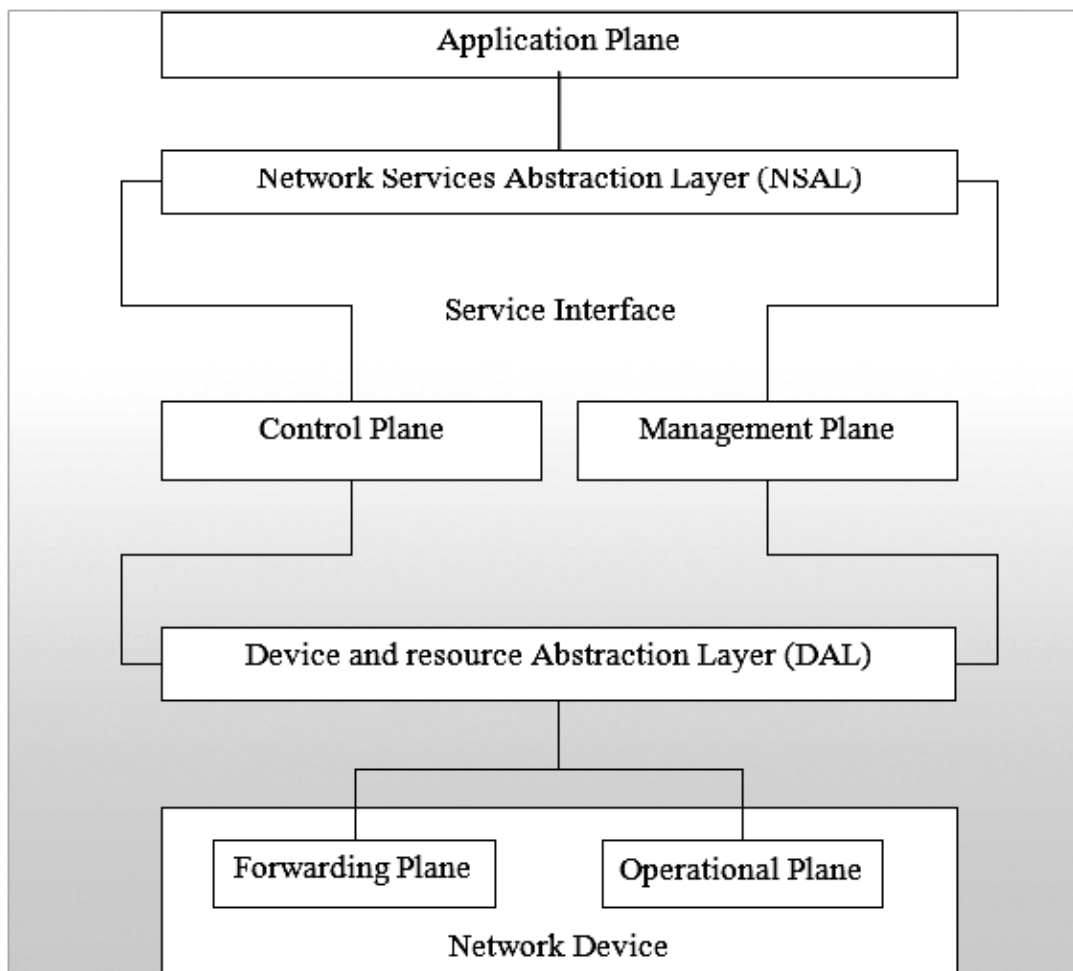 Application Plane
Network Services Abstraction Layer (NSAL)
Service Interface
Control Plane
Management Plane
Device and resource Abstraction Layer (DAL)
Forwarding Plane
Operational Plane
Network Device